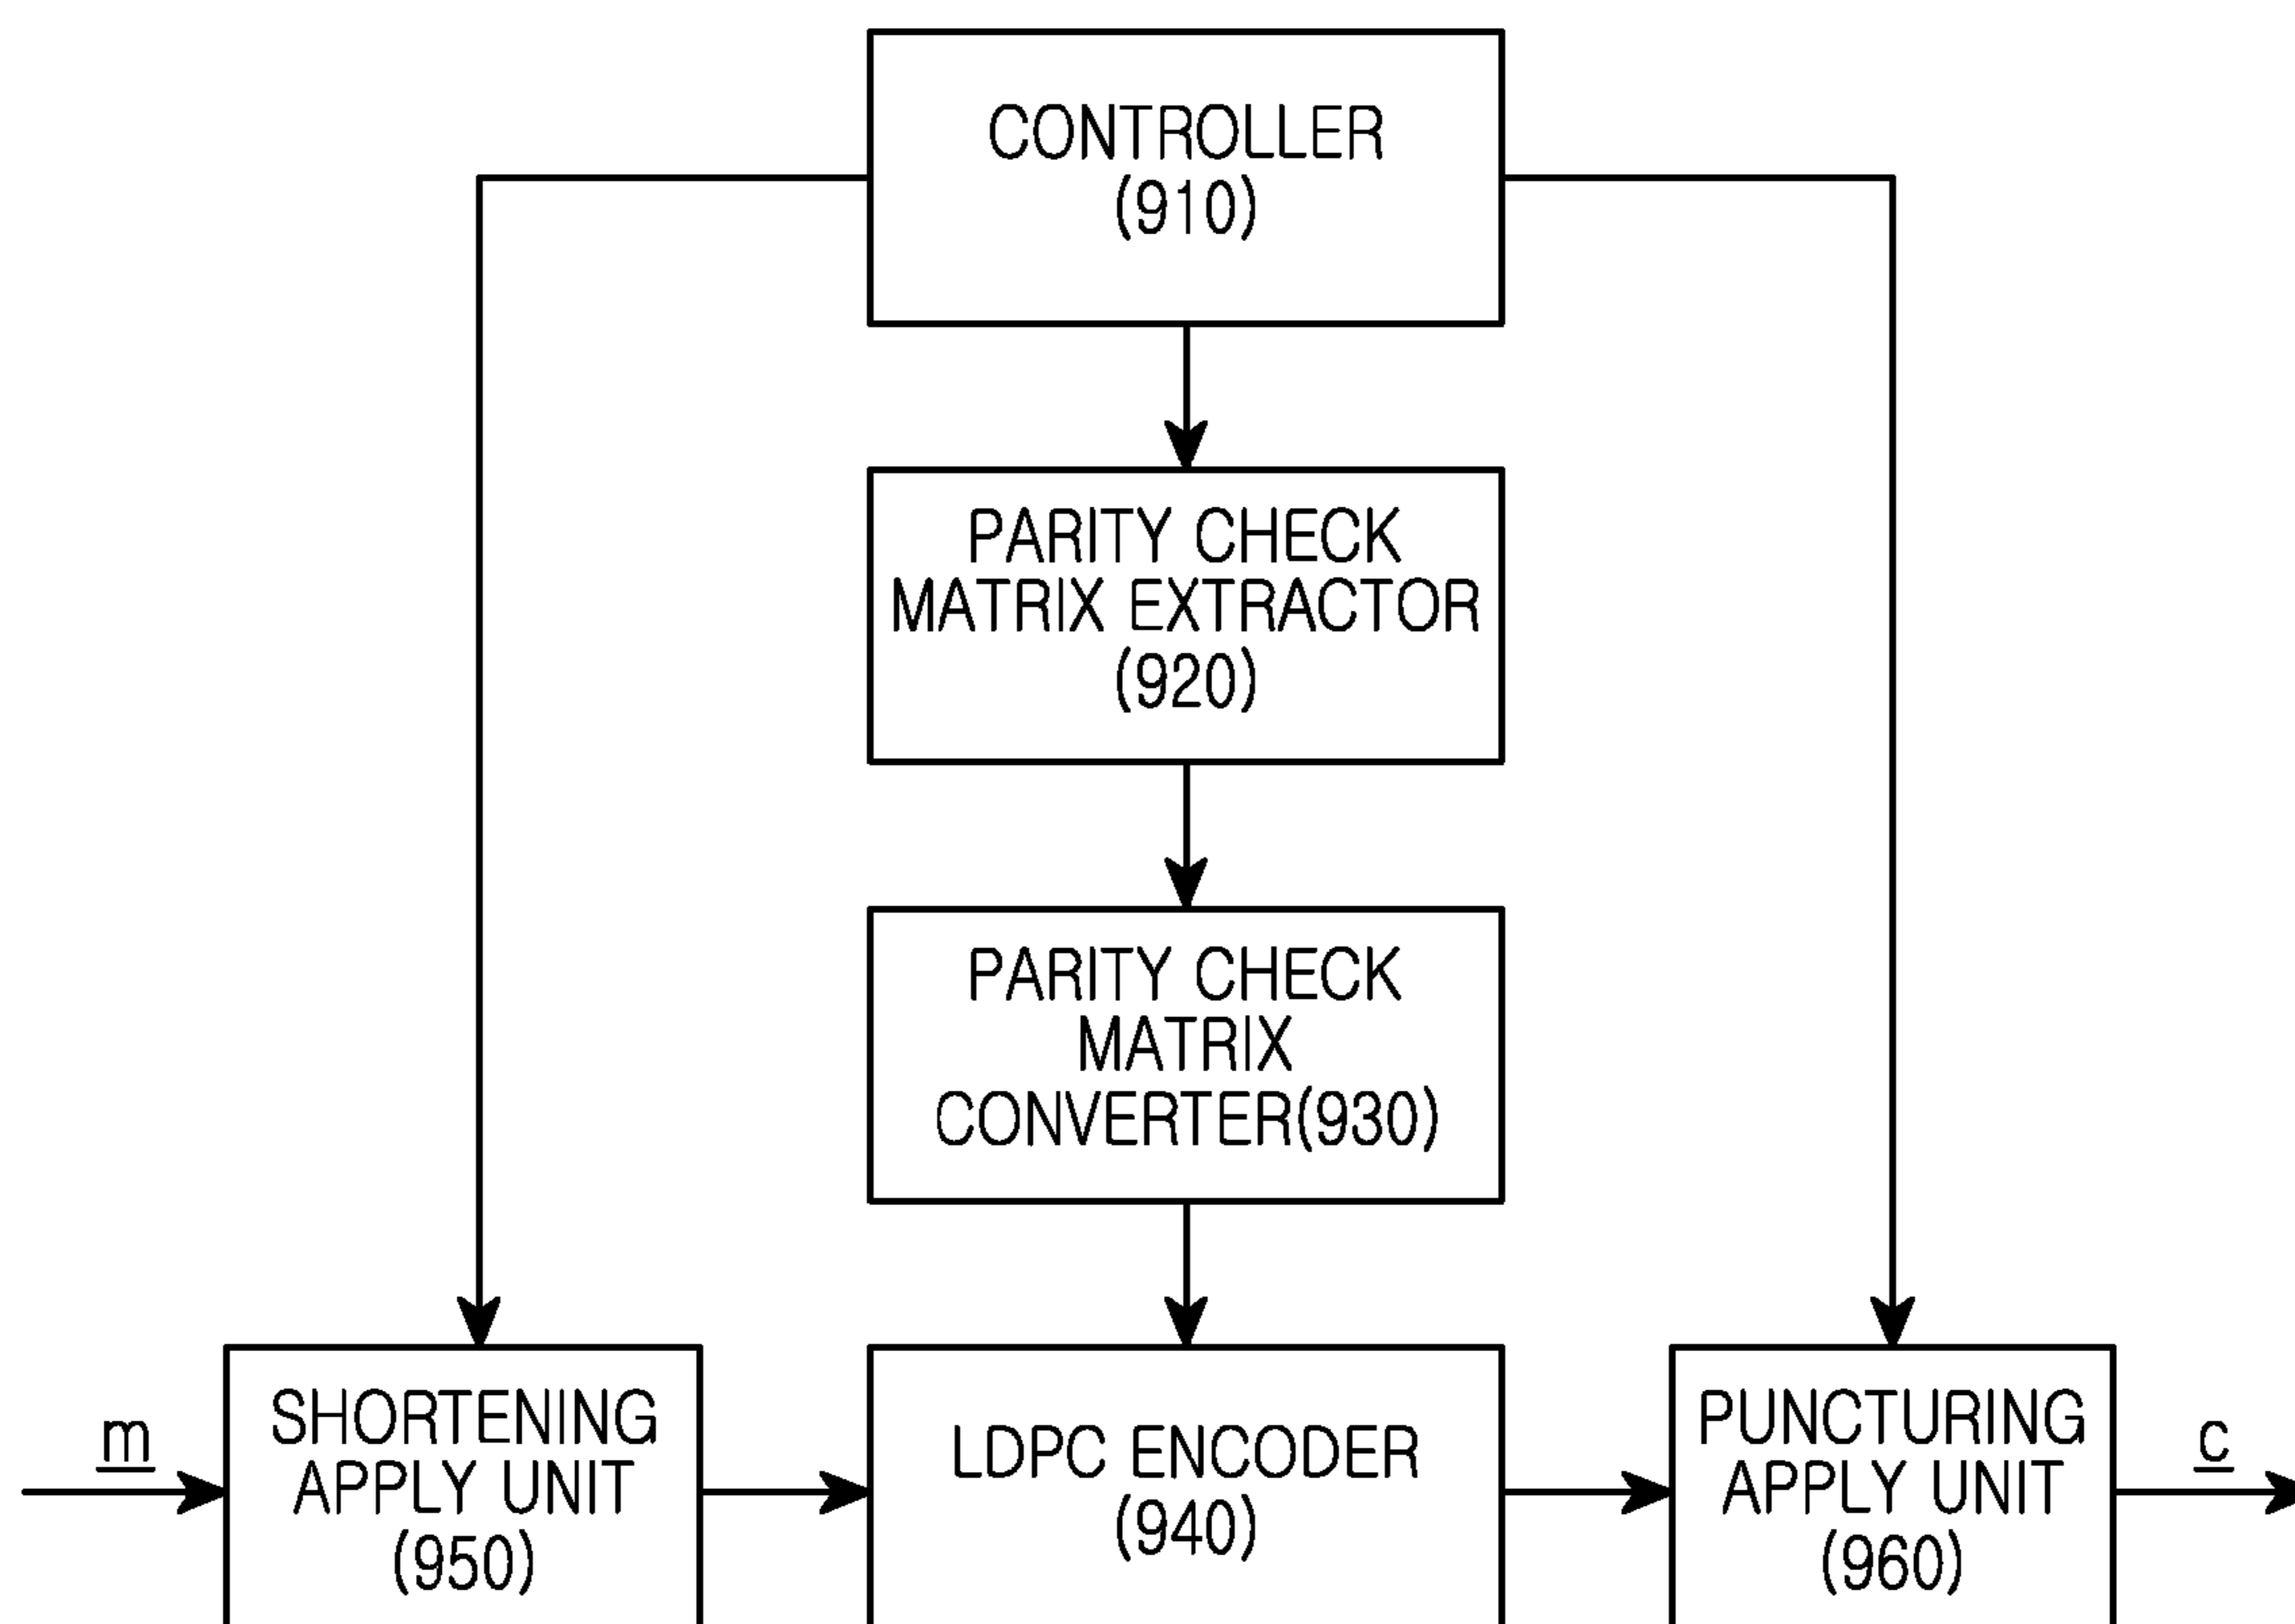 CONTROLLER
(910)
PARITY CHECK
MATRIX EXTRACTOR
(920)
PARITY CHECK
MATRIX
CONVERTER(930)
m
SHORTENING
APPLY UNIT
(950)
LDPC ENCODER
(940)
PUNCTURING
APPLY UNIT
(960)
c